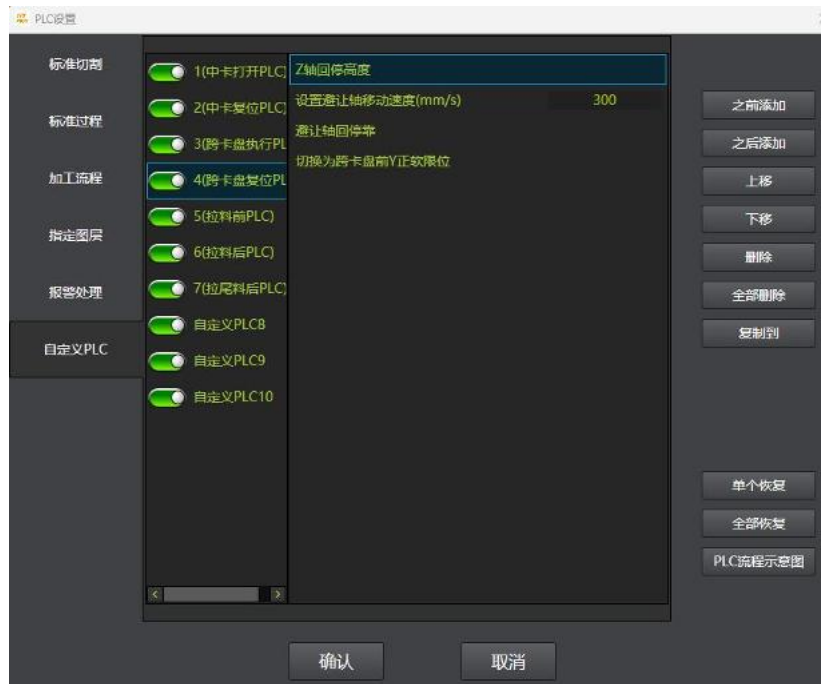 PLC设置
标准切割
标准过程
加工流程
指定图层
报警处理
自定义PLC
1(中卡打开PLC)
2(中卡复位PLC)
3(跨卡盘执行PL
4(跨卡盘复位PL
5(拉料前PLC)
6(拉料后PLC)
7(拉尾料后PLC)
自定义PLC8
自定义PLC9
自定义PLC10
Z轴回停高度
设置避让轴移动速度(mm/s) 300
避让轴回停靠
切换为跨卡盘前Y正软限位
之前添加
之后添加
上移
下移
删除
全部删除
复制到
单个恢复
全部恢复
PLC流程示意图
确认
取消